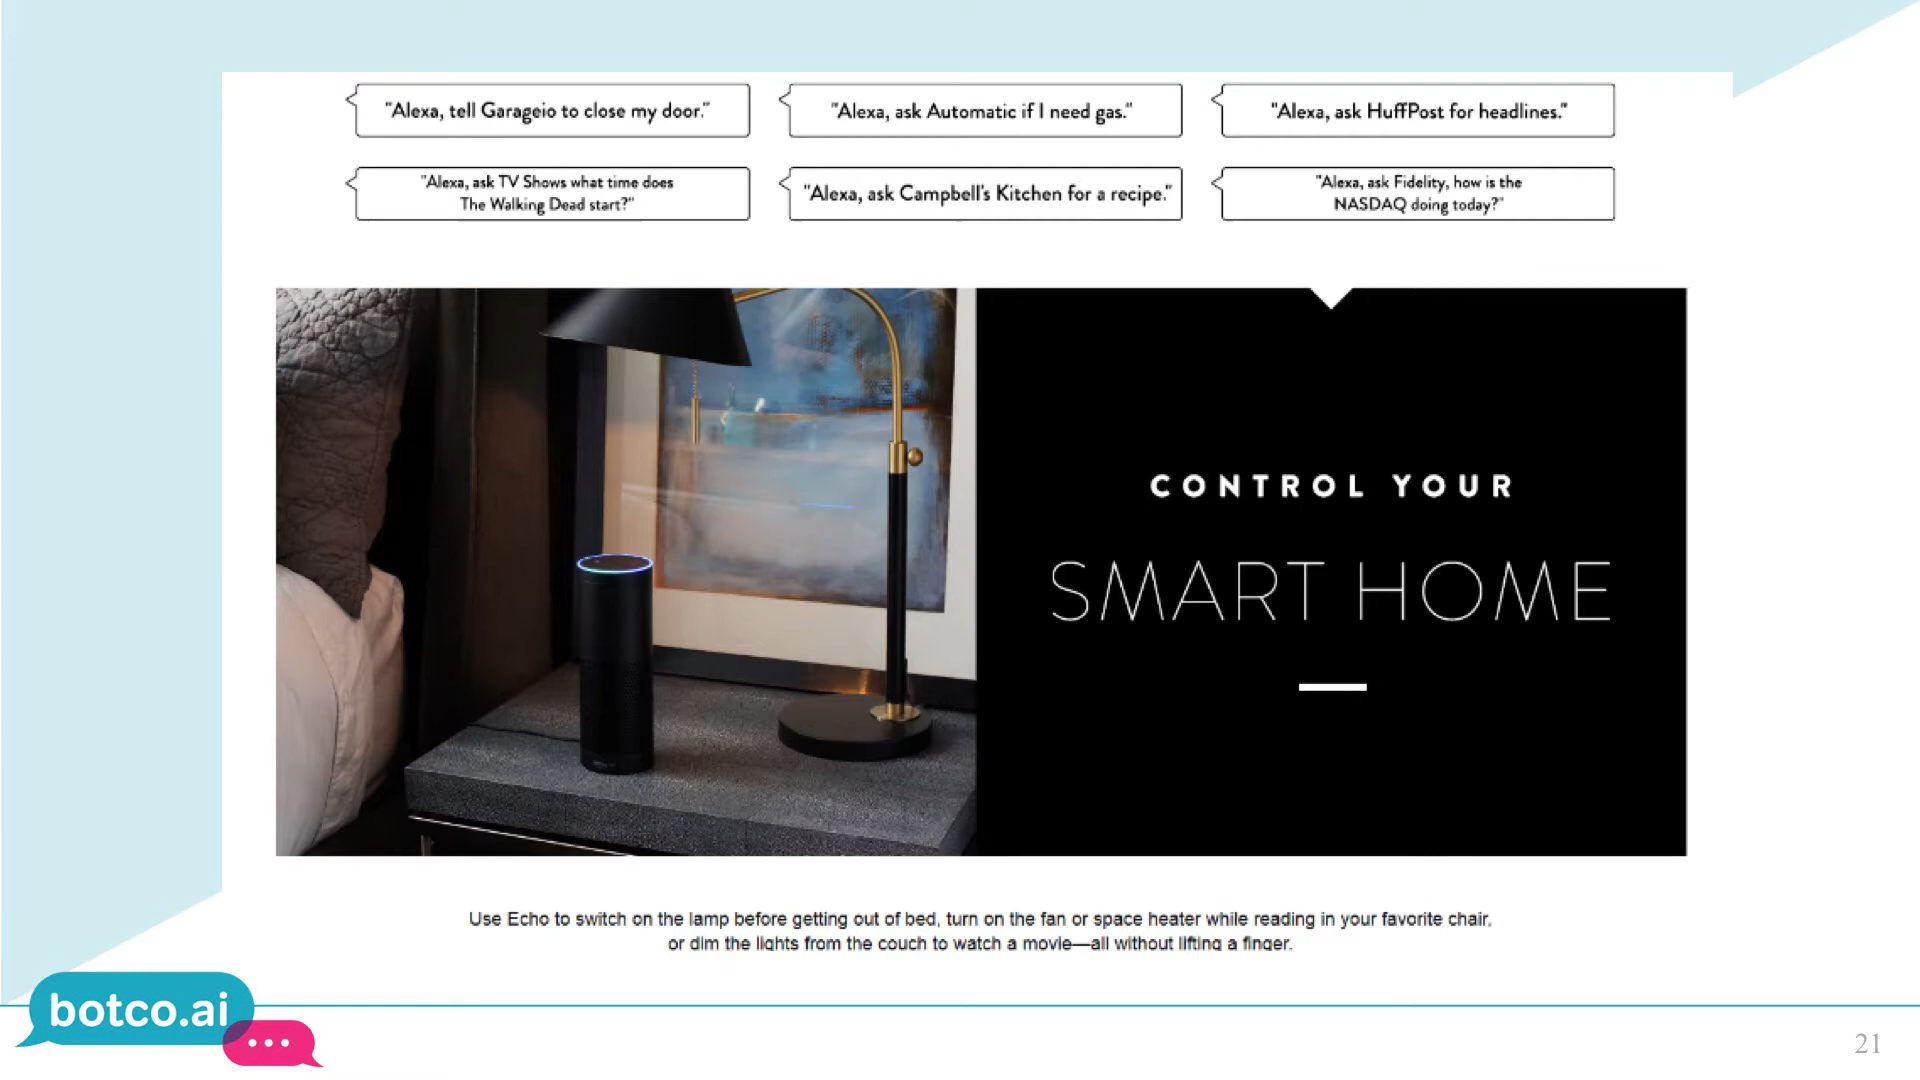 "Alexa, tell Garageio to close my door."
"Alexa, ask Automatic if I need gas."
"Alexa, ask HuffPost for headlines."
"Alexa, ask TV Shows what time does
The Walking Dead start?"
"Alexa, ask Campbell's Kitchen for a recipe."
"Alexa, ask Fidelity, how is the
NASDAQ doing today?"
CONTROL YOUR
SMART HOME
Use Echo to switch on the lamp before getting out of bed, turn on the fan or space heater while reading in your favorite chair,
or dim the lights from the couch to watch a movie—all without lifting a finger.
botco.ai
21